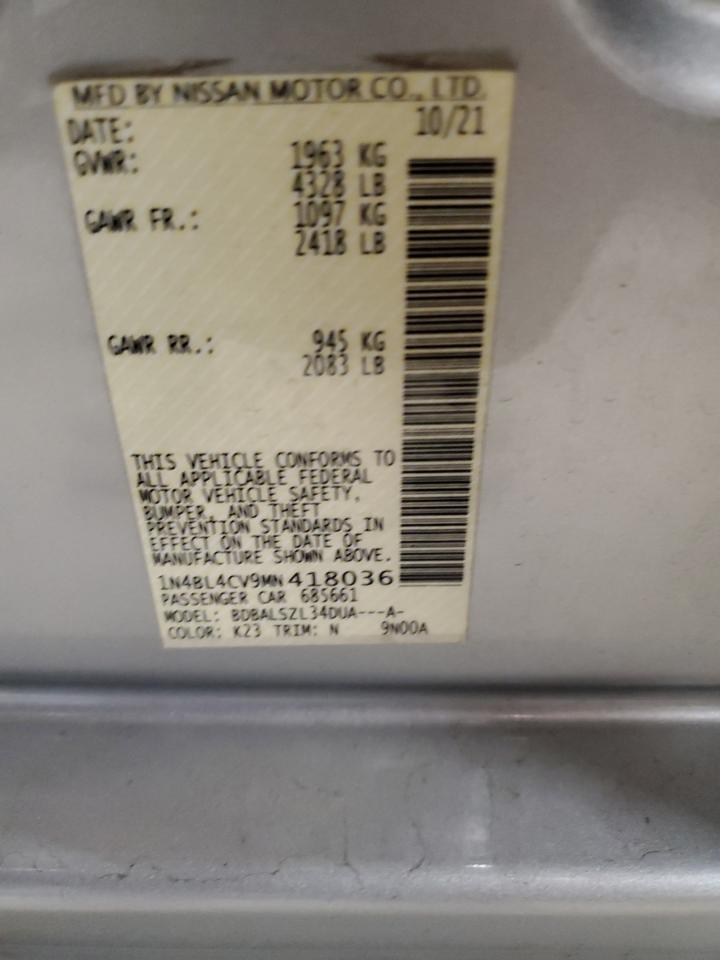 MFD BY NISSAN MOTOR CO., LTD.
DATE: 10/21
GVWR: 1963 KG
4328 LB
GAWR FR.: 1097 KG
2418 LB
GAWR RR.: 945 KG
2083 LB
THIS VEHICLE CONFORMS TO
ALL APPLICABLE FEDERAL
MOTOR VEHICLE SAFETY,
BUMPER, AND THEFT
PREVENTION STANDARDS IN
EFFECT ON THE DATE OF
MANUFACTURE SHOWN ABOVE.
1N4BL4CV9MN418036
PASSENGER CAR 685661
MODEL: BDBALSZL34DUA---A-
COLOR: K23 TRIM: N 9N00A